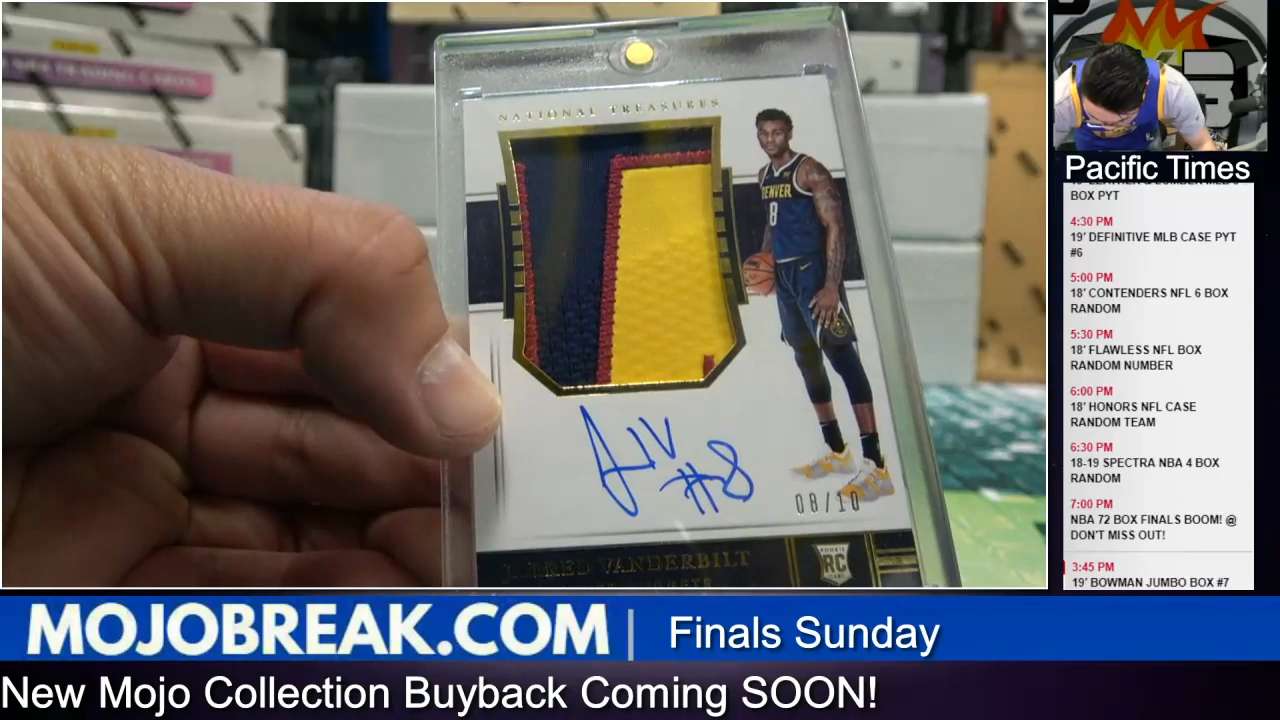 NATIONAL TREASURES
DENVER
8
#8
08/10
JARRED VANDERBILT
ROOKIE
RC
Pacific Times
BOX PYT
4:30 PM
19' DEFINITIVE MLB CASE PYT
#6
5:00 PM
18' CONTENDERS NFL 6 BOX
RANDOM
5:30 PM
18' FLAWLESS NFL BOX
RANDOM NUMBER
6:00 PM
18' HONORS NFL CASE
RANDOM TEAM
6:30 PM
18-19 SPECTRA NBA 4 BOX
RANDOM
7:00 PM
NBA 72 BOX FINALS BOOM! @
DON'T MISS OUT!
3:45 PM
19' BOWMAN JUMBO BOX #7
MOJOBREAK.COM | Finals Sunday
New Mojo Collection Buyback Coming SOON!